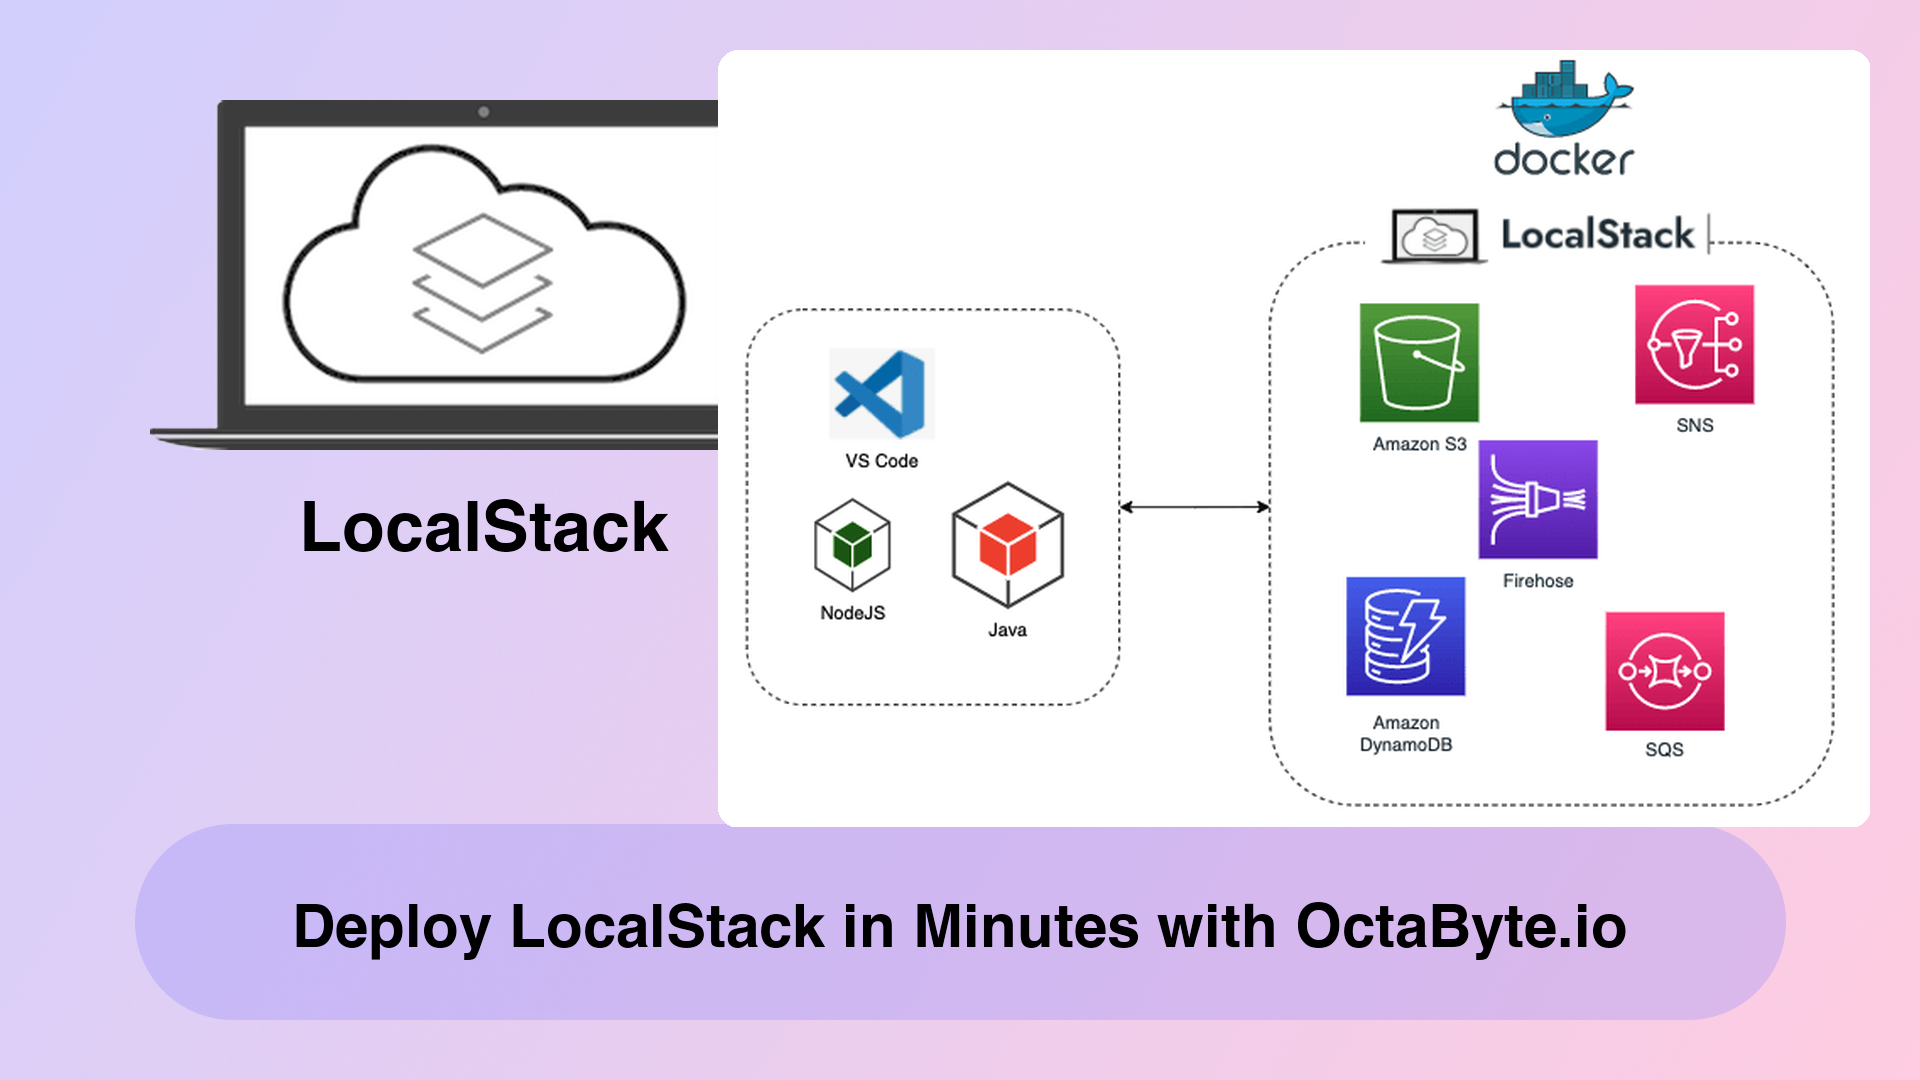 LocalStack
docker
LocalStack
VS Code
NodeJS
Java
Amazon S3
SNS
Firehose
Amazon
DynamoDB
SQS
Deploy LocalStack in Minutes with OctaByte.io